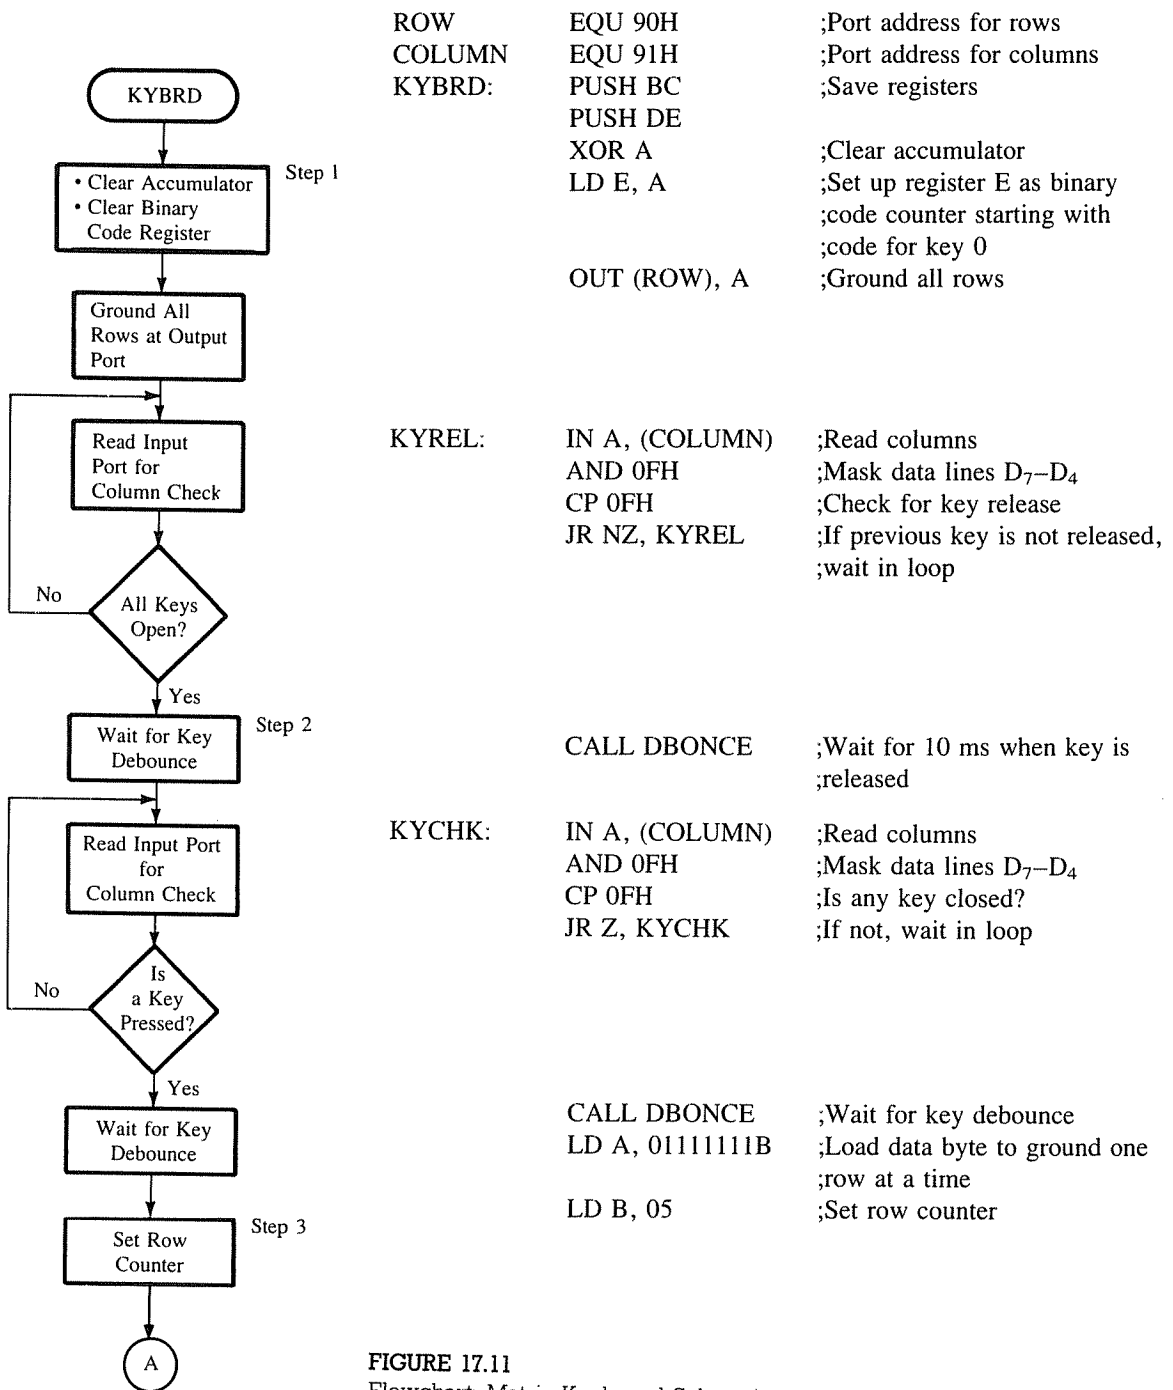 KYBRD
Step 1
• Clear Accumulator
• Clear Binary
Code Register
Ground All
Rows at Output
Port
Read Input
Port for
Column Check
No
All Keys
Open?
Yes
Step 2
Wait for Key
Debounce
Read Input Port
for
Column Check
No
Is
a Key
Pressed?
Yes
Wait for Key
Debounce
Step 3
Set Row
Counter
A
ROW EQU 90H ;Port address for rows
COLUMN EQU 91H ;Port address for columns
KYBRD: PUSH BC ;Save registers
PUSH DE
XOR A ;Clear accumulator
LD E, A ;Set up register E as binary
;code counter starting with
;code for key 0
OUT (ROW), A ;Ground all rows
KYREL: IN A, (COLUMN) ;Read columns
AND 0FH ;Mask data lines D₇–D₄
CP 0FH ;Check for key release
JR NZ, KYREL ;If previous key is not released,
;wait in loop
CALL DBONCE ;Wait for 10 ms when key is
;released
KYCHK: IN A, (COLUMN) ;Read columns
AND 0FH ;Mask data lines D₇–D₄
CP 0FH ;Is any key closed?
JR Z, KYCHK ;If not, wait in loop
CALL DBONCE ;Wait for key debounce
LD A, 01111111B ;Load data byte to ground one
;row at a time
LD B, 05 ;Set row counter
FIGURE 17.11